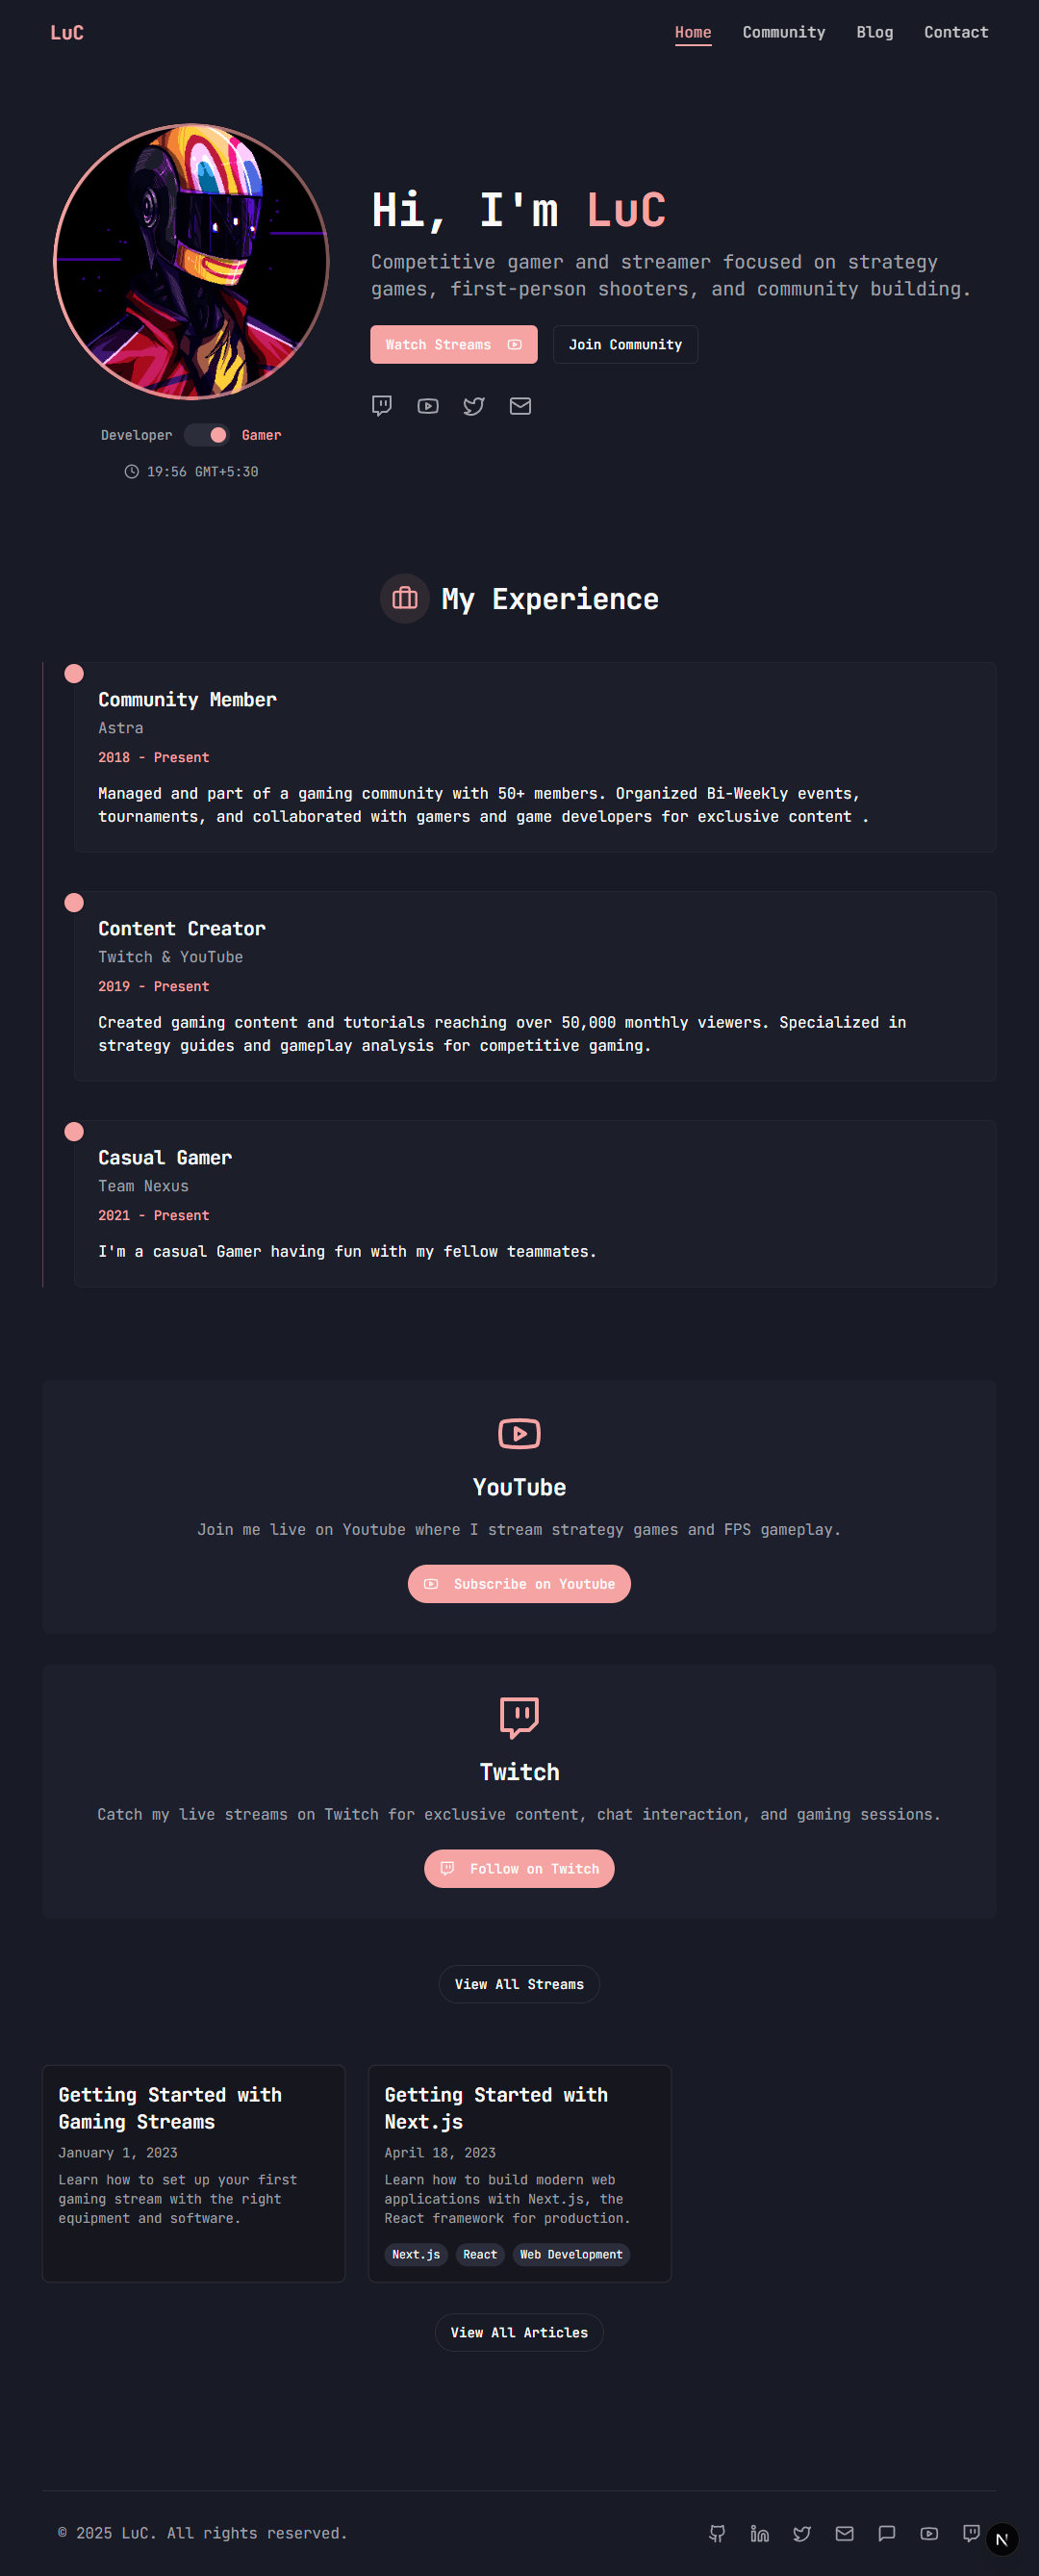 LuC
Home Community Blog Contact
Hi, I'm LuC
Competitive gamer and streamer focused on strategy
games, first-person shooters, and community building.
Watch Streams
Join Community
Developer Gamer
19:56 GMT+5:30
My Experience
Community Member
Astra
2018 - Present
Managed and part of a gaming community with 50+ members. Organized Bi-Weekly events,
tournaments, and collaborated with gamers and game developers for exclusive content .
Content Creator
Twitch & YouTube
2019 - Present
Created gaming content and tutorials reaching over 50,000 monthly viewers. Specialized in
strategy guides and gameplay analysis for competitive gaming.
Casual Gamer
Team Nexus
2021 - Present
I'm a casual Gamer having fun with my fellow teammates.
YouTube
Join me live on Youtube where I stream strategy games and FPS gameplay.
Subscribe on Youtube
Twitch
Catch my live streams on Twitch for exclusive content, chat interaction, and gaming sessions.
Follow on Twitch
View All Streams
Getting Started with
Gaming Streams
January 1, 2023
Learn how to set up your first
gaming stream with the right
equipment and software.
Getting Started with
Next.js
April 18, 2023
Learn how to build modern web
applications with Next.js, the
React framework for production.
Next.js React Web Development
View All Articles
© 2025 LuC. All rights reserved.
N